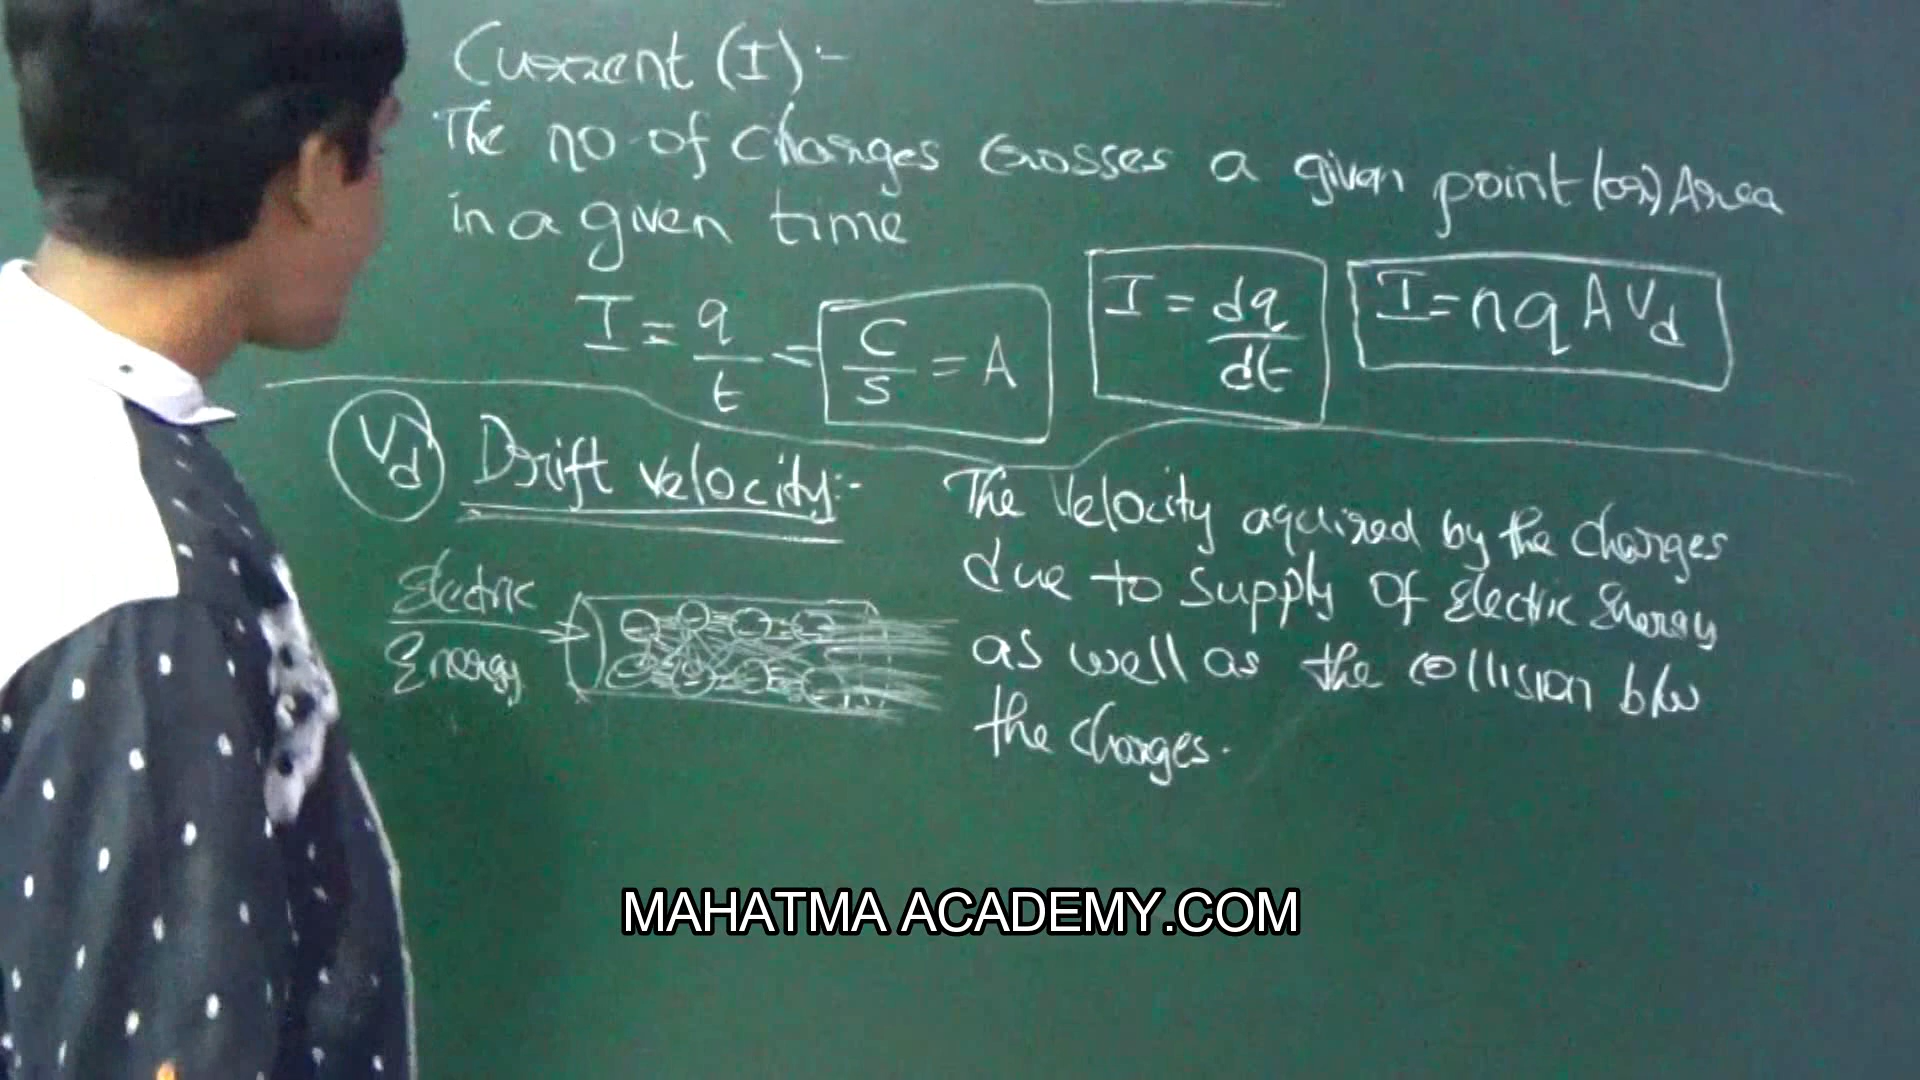 Current (I) :-
The no. of charges crosses a given point (or) Area
in a given time
I = q/t = C/S = A
I = dq/dt
I = nqAVd
Vd Drift velocity :-
Electric
Energy
The velocity aquired by the charges
due to supply of Electric Energy
as well as the collision b/w
the charges.
MAHATMA ACADEMY.COM